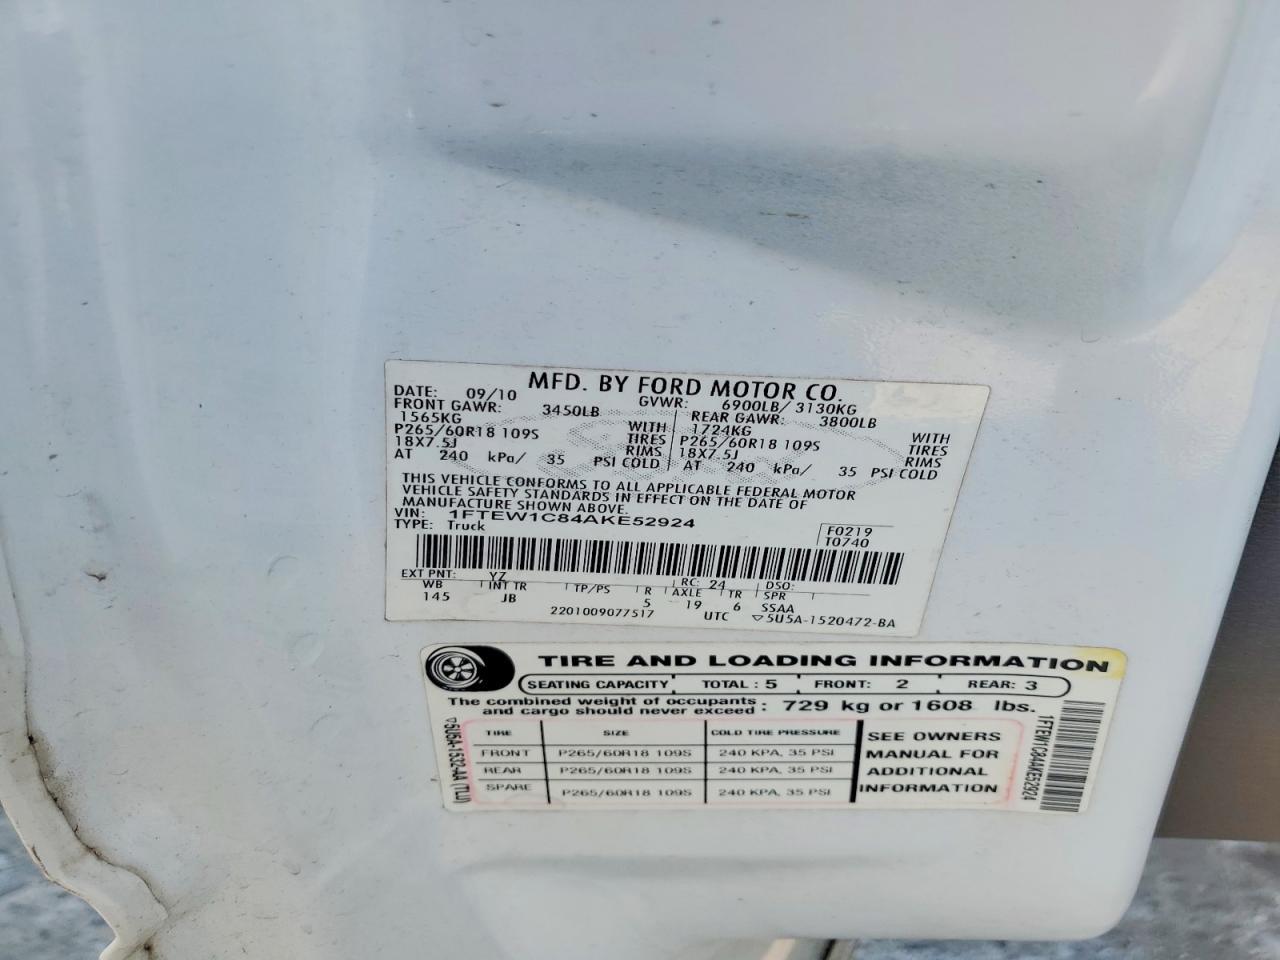 MFD. BY FORD MOTOR CO.
DATE: 09/10 GVWR: 6900LB/ 3130KG
FRONT GAWR: 3450LB REAR GAWR: 3800LB
1565KG WITH 1724KG WITH
P265/60R18 109S TIRES P265/60R18 109S TIRES
18X7.5J RIMS 18X7.5J RIMS
AT 240 kPa/ 35 PSI COLD AT 240 kPa/ 35 PSI COLD
THIS VEHICLE CONFORMS TO ALL APPLICABLE FEDERAL MOTOR
VEHICLE SAFETY STANDARDS IN EFFECT ON THE DATE OF
MANUFACTURE SHOWN ABOVE.
VIN: 1FTEW1C84AKE52924
TYPE: Truck F0219
T0740
EXT PNT: YZ RC: 24 DSO:
WB INT TR TP/PS R AXLE TR SPR
145 JB 5 19 6 SSAA
2201009077517 UTC ▽5U5A-1520472-BA
TIRE AND LOADING INFORMATION
SEATING CAPACITY TOTAL : 5 FRONT: 2 REAR: 3
The combined weight of occupants
and cargo should never exceed : 729 kg or 1608 lbs.
TIRE SIZE COLD TIRE PRESSURE
FRONT P265/60R18 109S 240 KPA, 35 PSI
REAR P265/60R18 109S 240 KPA, 35 PSI
SPARE P265/60R18 109S 240 KPA, 35 PSI
SEE OWNERS
MANUAL FOR
ADDITIONAL
INFORMATION
▽5U5A-1532-AA (TLU)
1FTEW1C84AKE52924